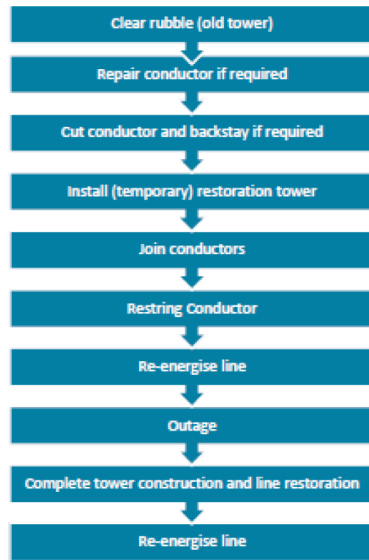 Clear rubble (old tower)
Repair conductor if required
Cut conductor and backstay if required
Install (temporary) restoration tower
Join conductors
Restring Conductor
Re-energise line
Outage
Complete tower construction and line restoration
Re-energise line